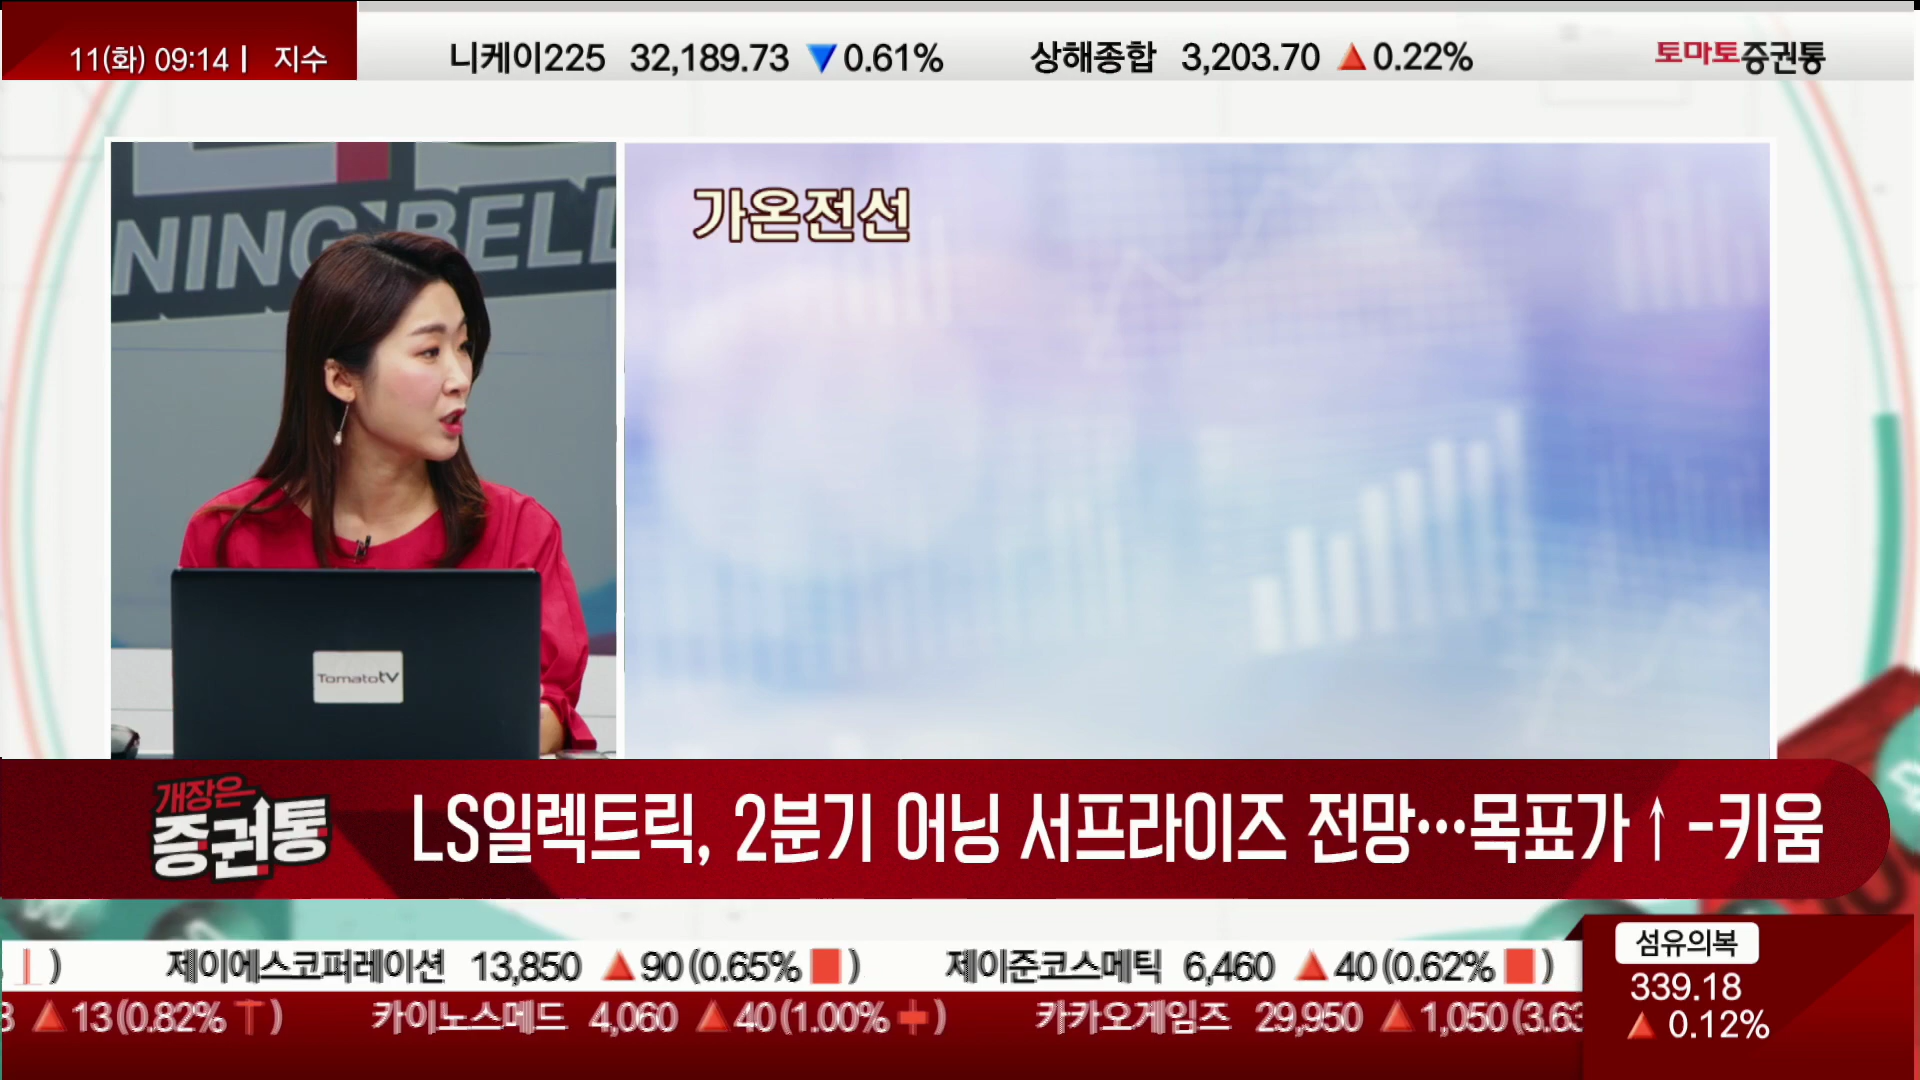 11(화) 09:14 | 지수
니케이225 32,189.73 ▼0.61% 상해종합 3,203.70 ▲0.22%
토마토증권통
NING BELL
가온전선
TomatoTV
개장은
증권통
LS일렉트릭, 2분기 어닝 서프라이즈 전망…목표가↑ -키움
) 제이에스코퍼레이션 13,850 ▲90(0.65% ) 제이준코스메틱 6,460 ▲40(0.62% )
▲13(0.82% ) 카이노스메드 4,060 ▲40(1.00% ) 카카오게임즈 29,950 ▲1,050(3.63
섬유의복
339.18
▲ 0.12%